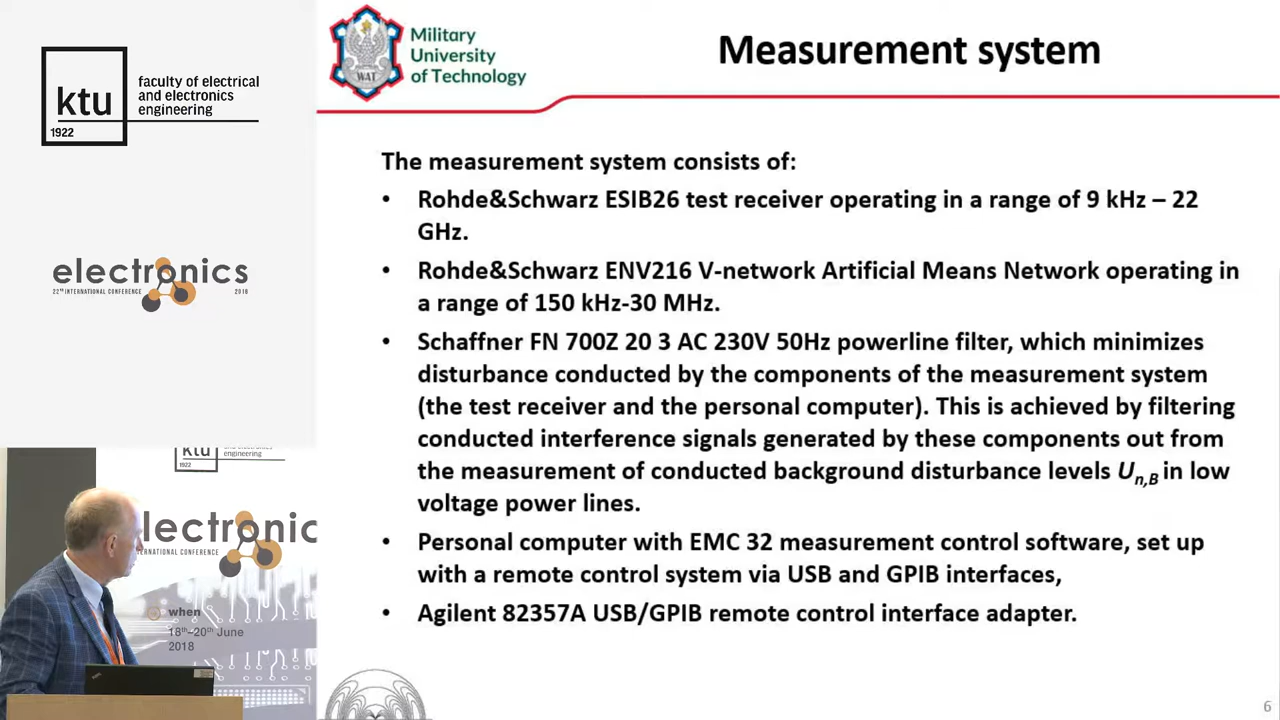 ktu
1922
faculty of electrical
and electronics
engineering
electronics
22ND INTERNATIONAL CONFERENCE 2018
ktu
lectronic
NTERNATIONAL CONFERENCE
when
18th–20th June
2018
WAT
Military
University
of Technology
Measurement system
The measurement system consists of:
• Rohde&Schwarz ESIB26 test receiver operating in a range of 9 kHz – 22
GHz.
• Rohde&Schwarz ENV216 V-network Artificial Means Network operating in
a range of 150 kHz-30 MHz.
• Schaffner FN 700Z 20 3 AC 230V 50Hz powerline filter, which minimizes
disturbance conducted by the components of the measurement system
(the test receiver and the personal computer). This is achieved by filtering
conducted interference signals generated by these components out from
the measurement of conducted background disturbance levels Un,B in low
voltage power lines.
• Personal computer with EMC 32 measurement control software, set up
with a remote control system via USB and GPIB interfaces,
• Agilent 82357A USB/GPIB remote control interface adapter.
6